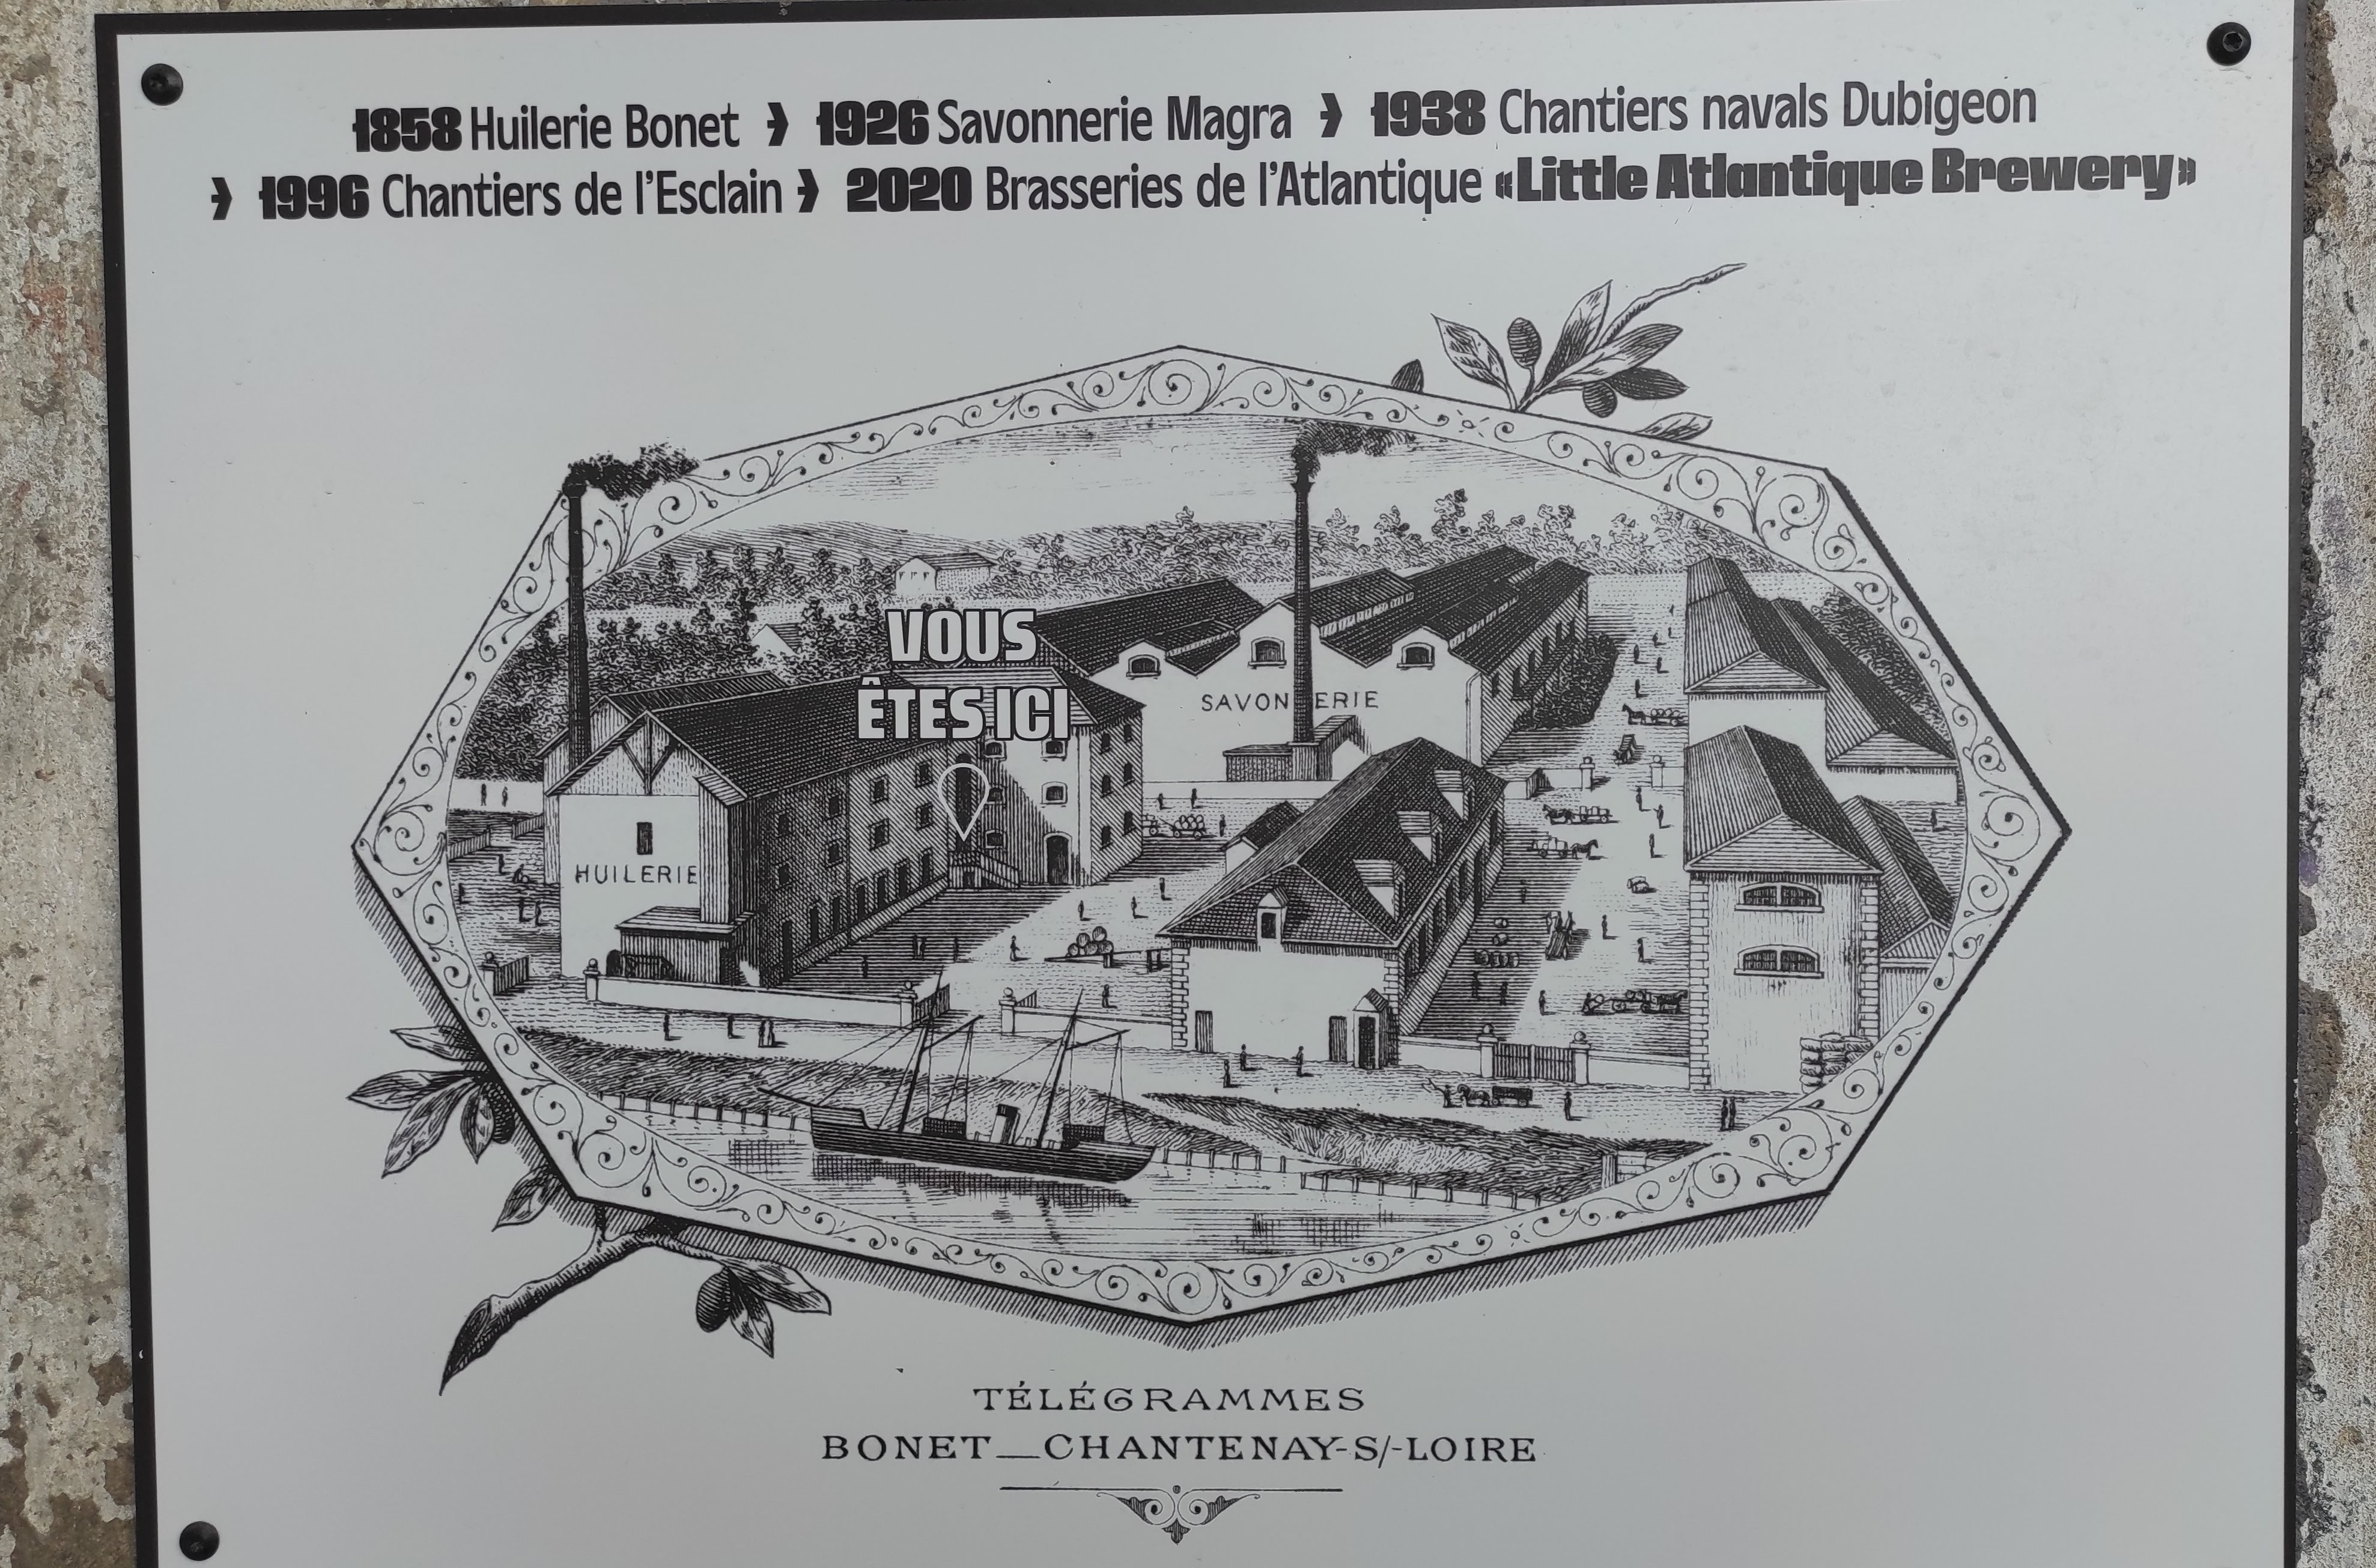 1858 Huilerie Bonet › 1926 Savonnerie Magra › 1938 Chantiers navals Dubigeon
› 1996 Chantiers de l'Esclain › 2020 Brasseries de l'Atlantique «Little Atlantique Brewery»
VOUS
ÊTES ICI
SAVONNERIE
HUILERIE
TÉLÉGRAMMES
BONET__CHANTENAY-S/-LOIRE